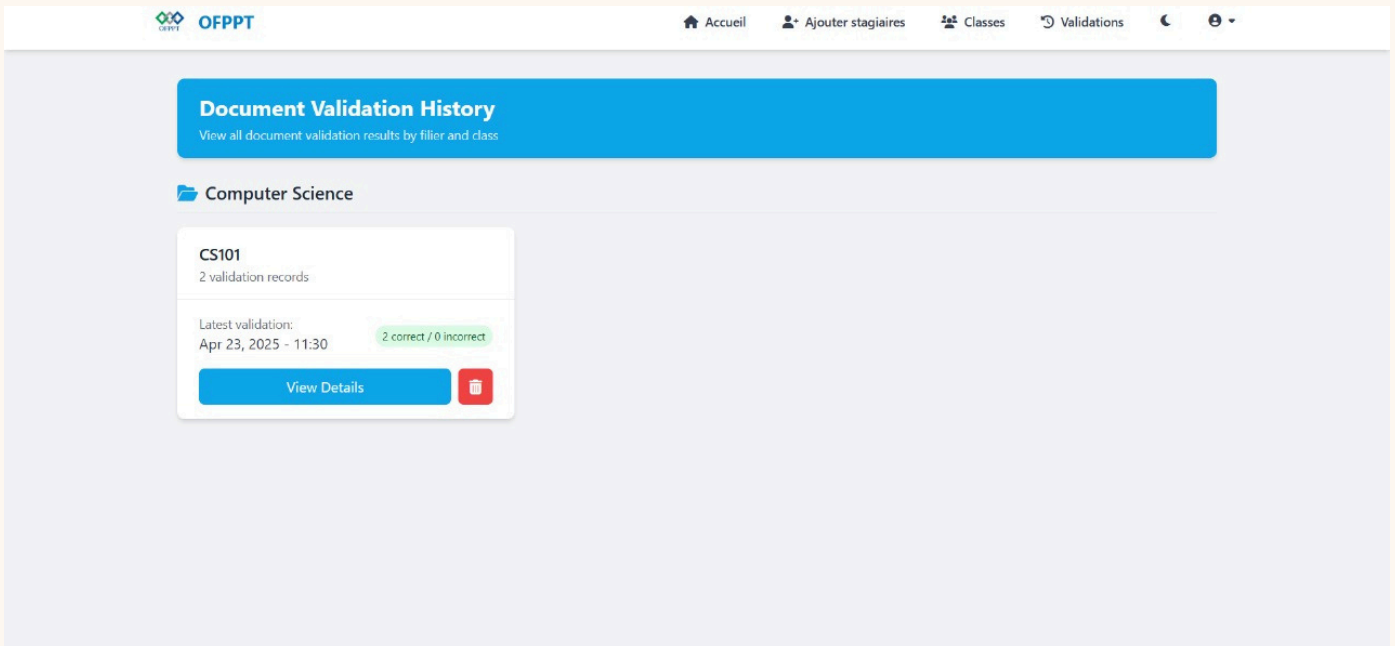 OFPPT OFPPT Accueil Ajouter stagiaires Classes Validations
Document Validation History
View all document validation results by filier and class
Computer Science
CS101
2 validation records
Latest validation:
Apr 23, 2025 - 11:30
2 correct / 0 incorrect
View Details